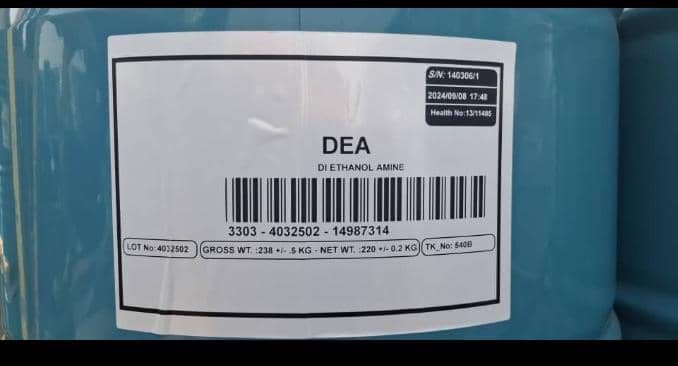 S/N: 140306/1
2024/09/08 17:48
Health No:13/11485
DEA
DI ETHANOL AMINE
3303 - 4032502 - 14987314
LOT No: 4032502
GROSS WT. :238 +/- .5 KG - NET WT. :220 +/- 0.2 KG
TK_No: 540B